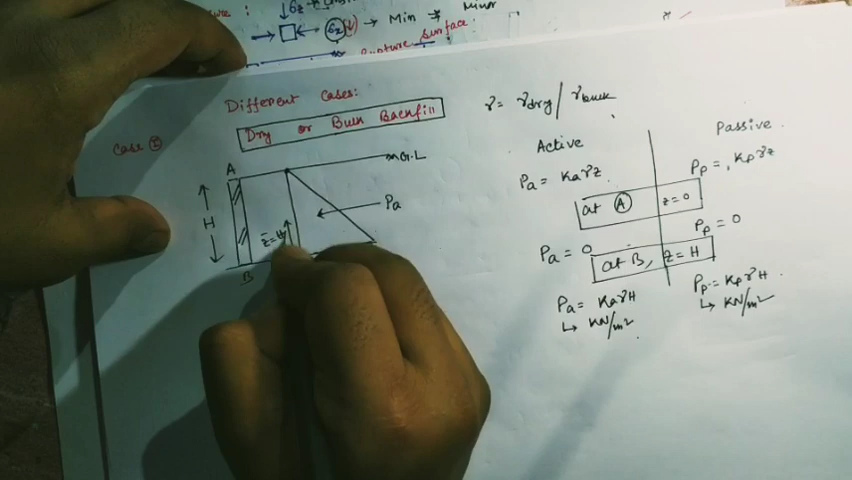 Min * Minor
Rupture surface
Different Cases:
Case ①
Dry or Bulk Backfill
γ = γdry / γbulk
A
G.L
H
Pa
z̄ = H/
B
Active
Passive
Pa = Kaγz
Pp = Kpγz
at Ⓐ z=0
Pa = 0
Pp = 0
at B, z = H
Pa = KaγH
↳ kN/m²
Pp = KpγH
↳ kN/m²